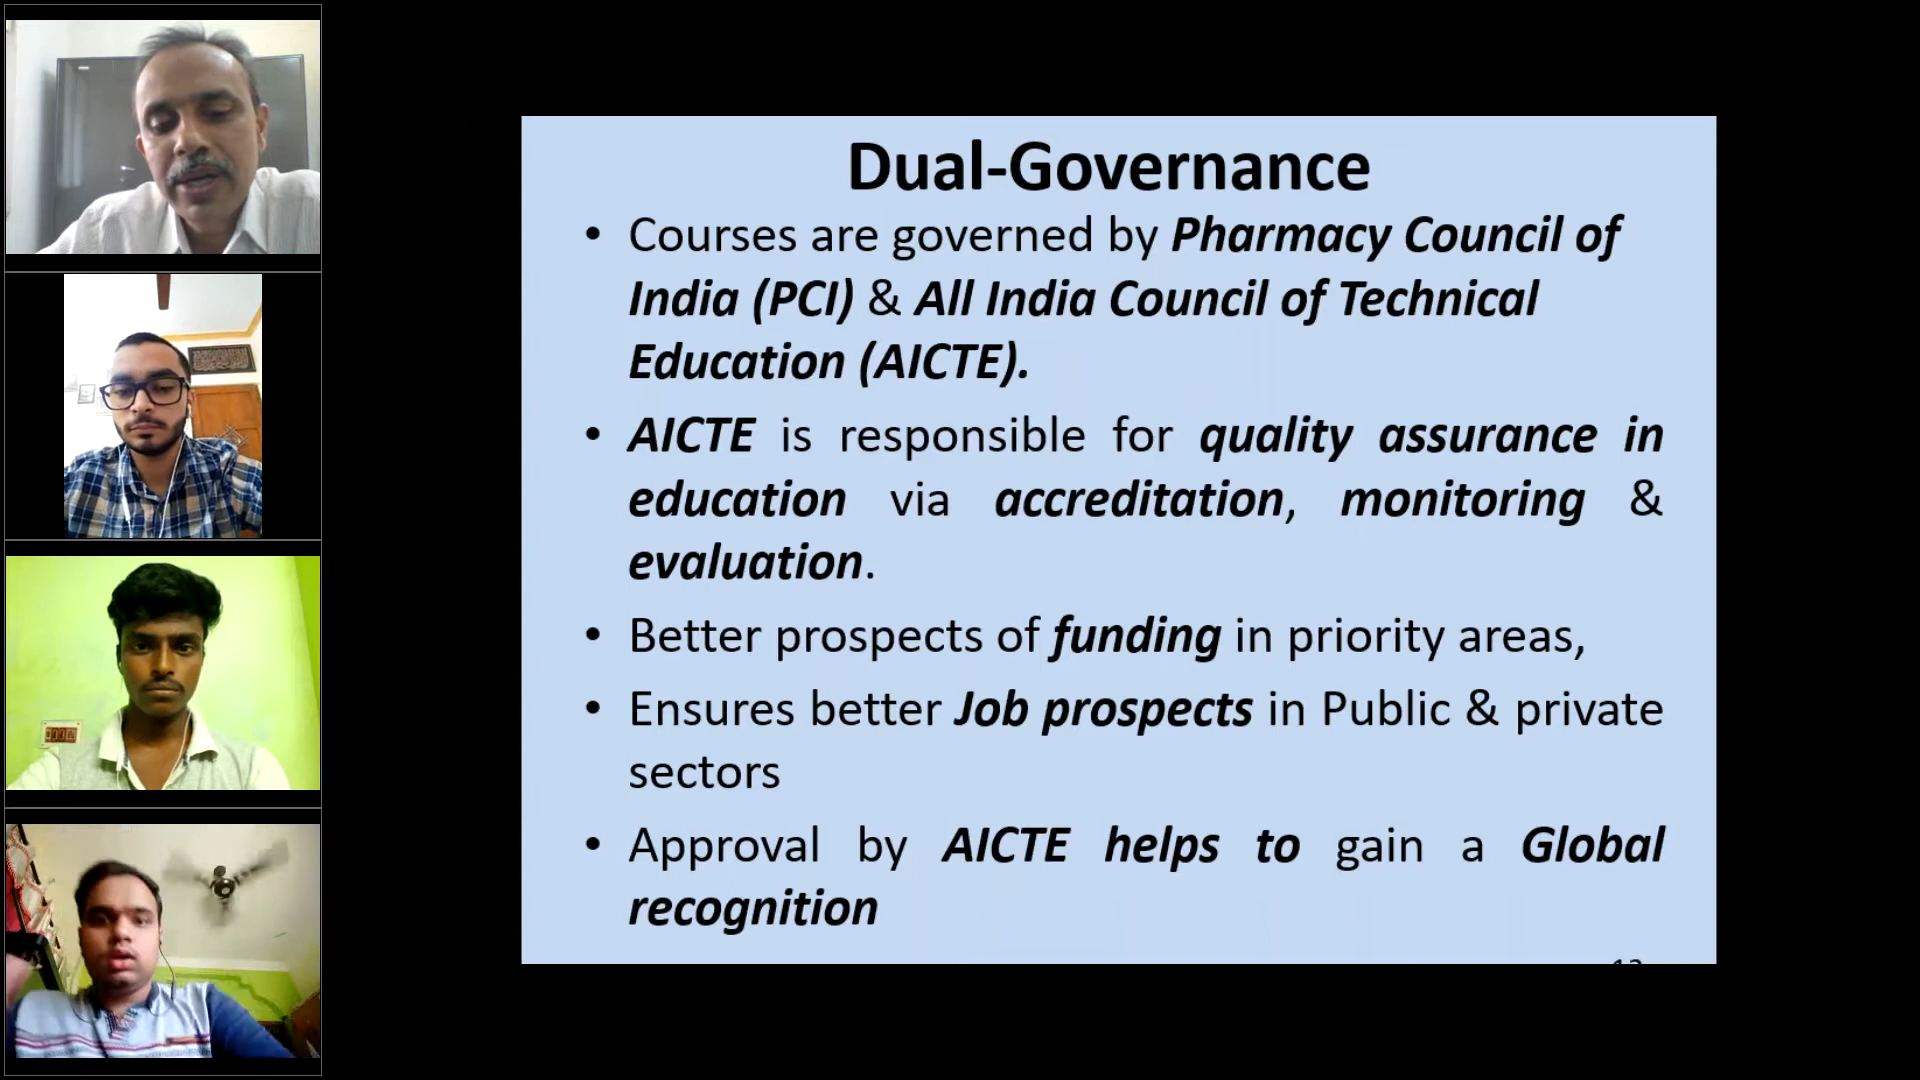 Dual-Governance
• Courses are governed by Pharmacy Council of
India (PCI) & All India Council of Technical
Education (AICTE).
• AICTE is responsible for quality assurance in
education via accreditation, monitoring &
evaluation.
• Better prospects of funding in priority areas,
• Ensures better Job prospects in Public & private
sectors
• Approval by AICTE helps to gain a Global
recognition